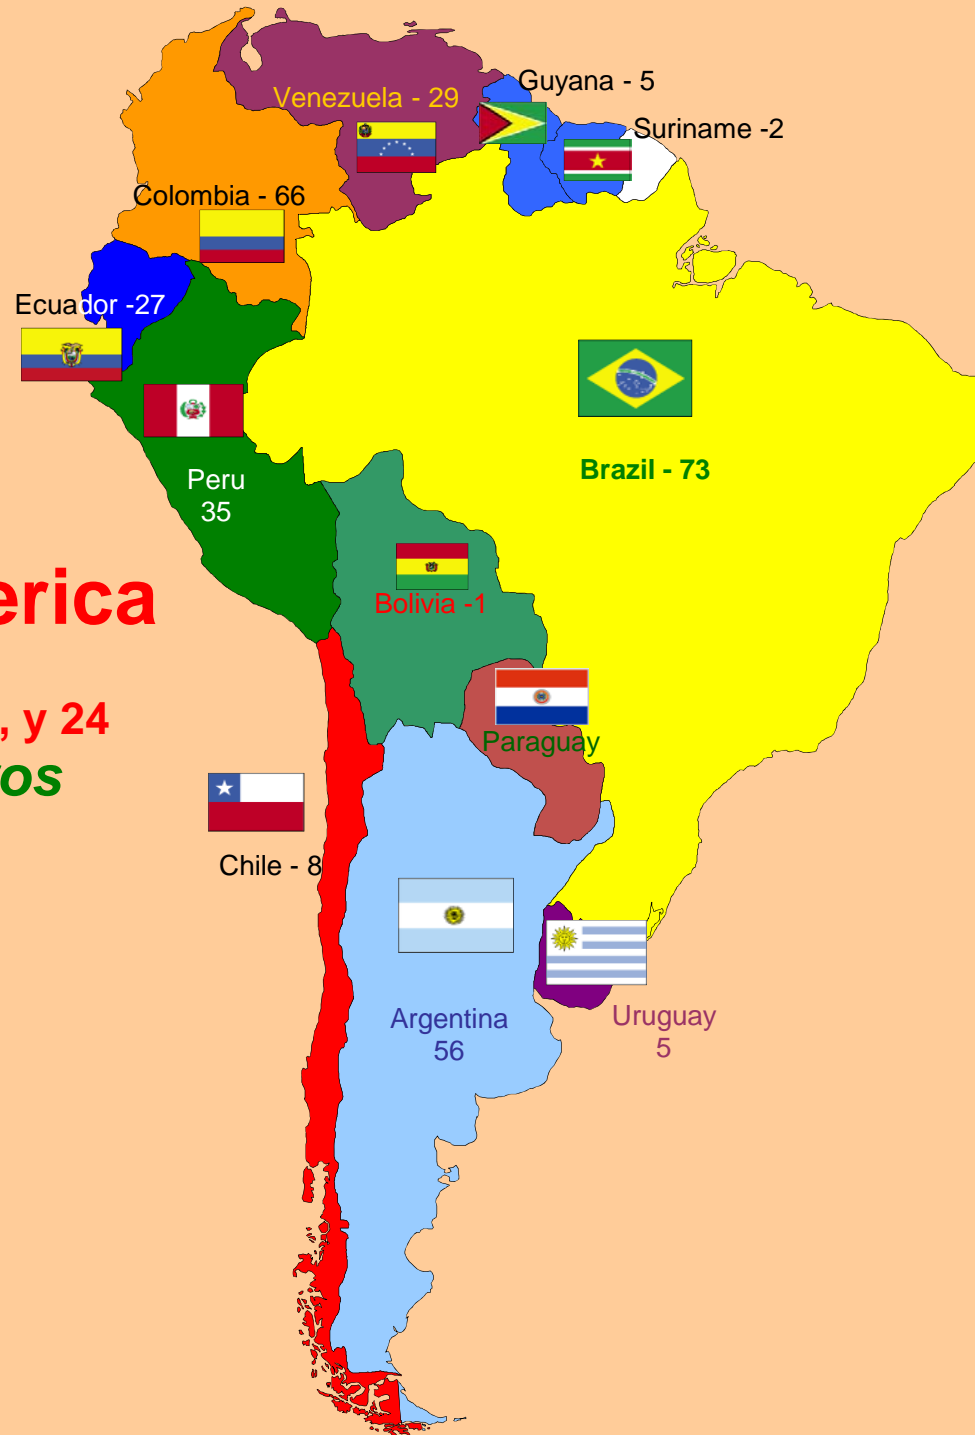 Guyana - 5
Venezuela - 29
Suriname -2
Colombia - 66
Ecuador -27
Brazil - 73
Peru
35
erica
Bolivia -1
, y 24
Paraguay
os
Chile - 8
Argentina
56
Uruguay
5